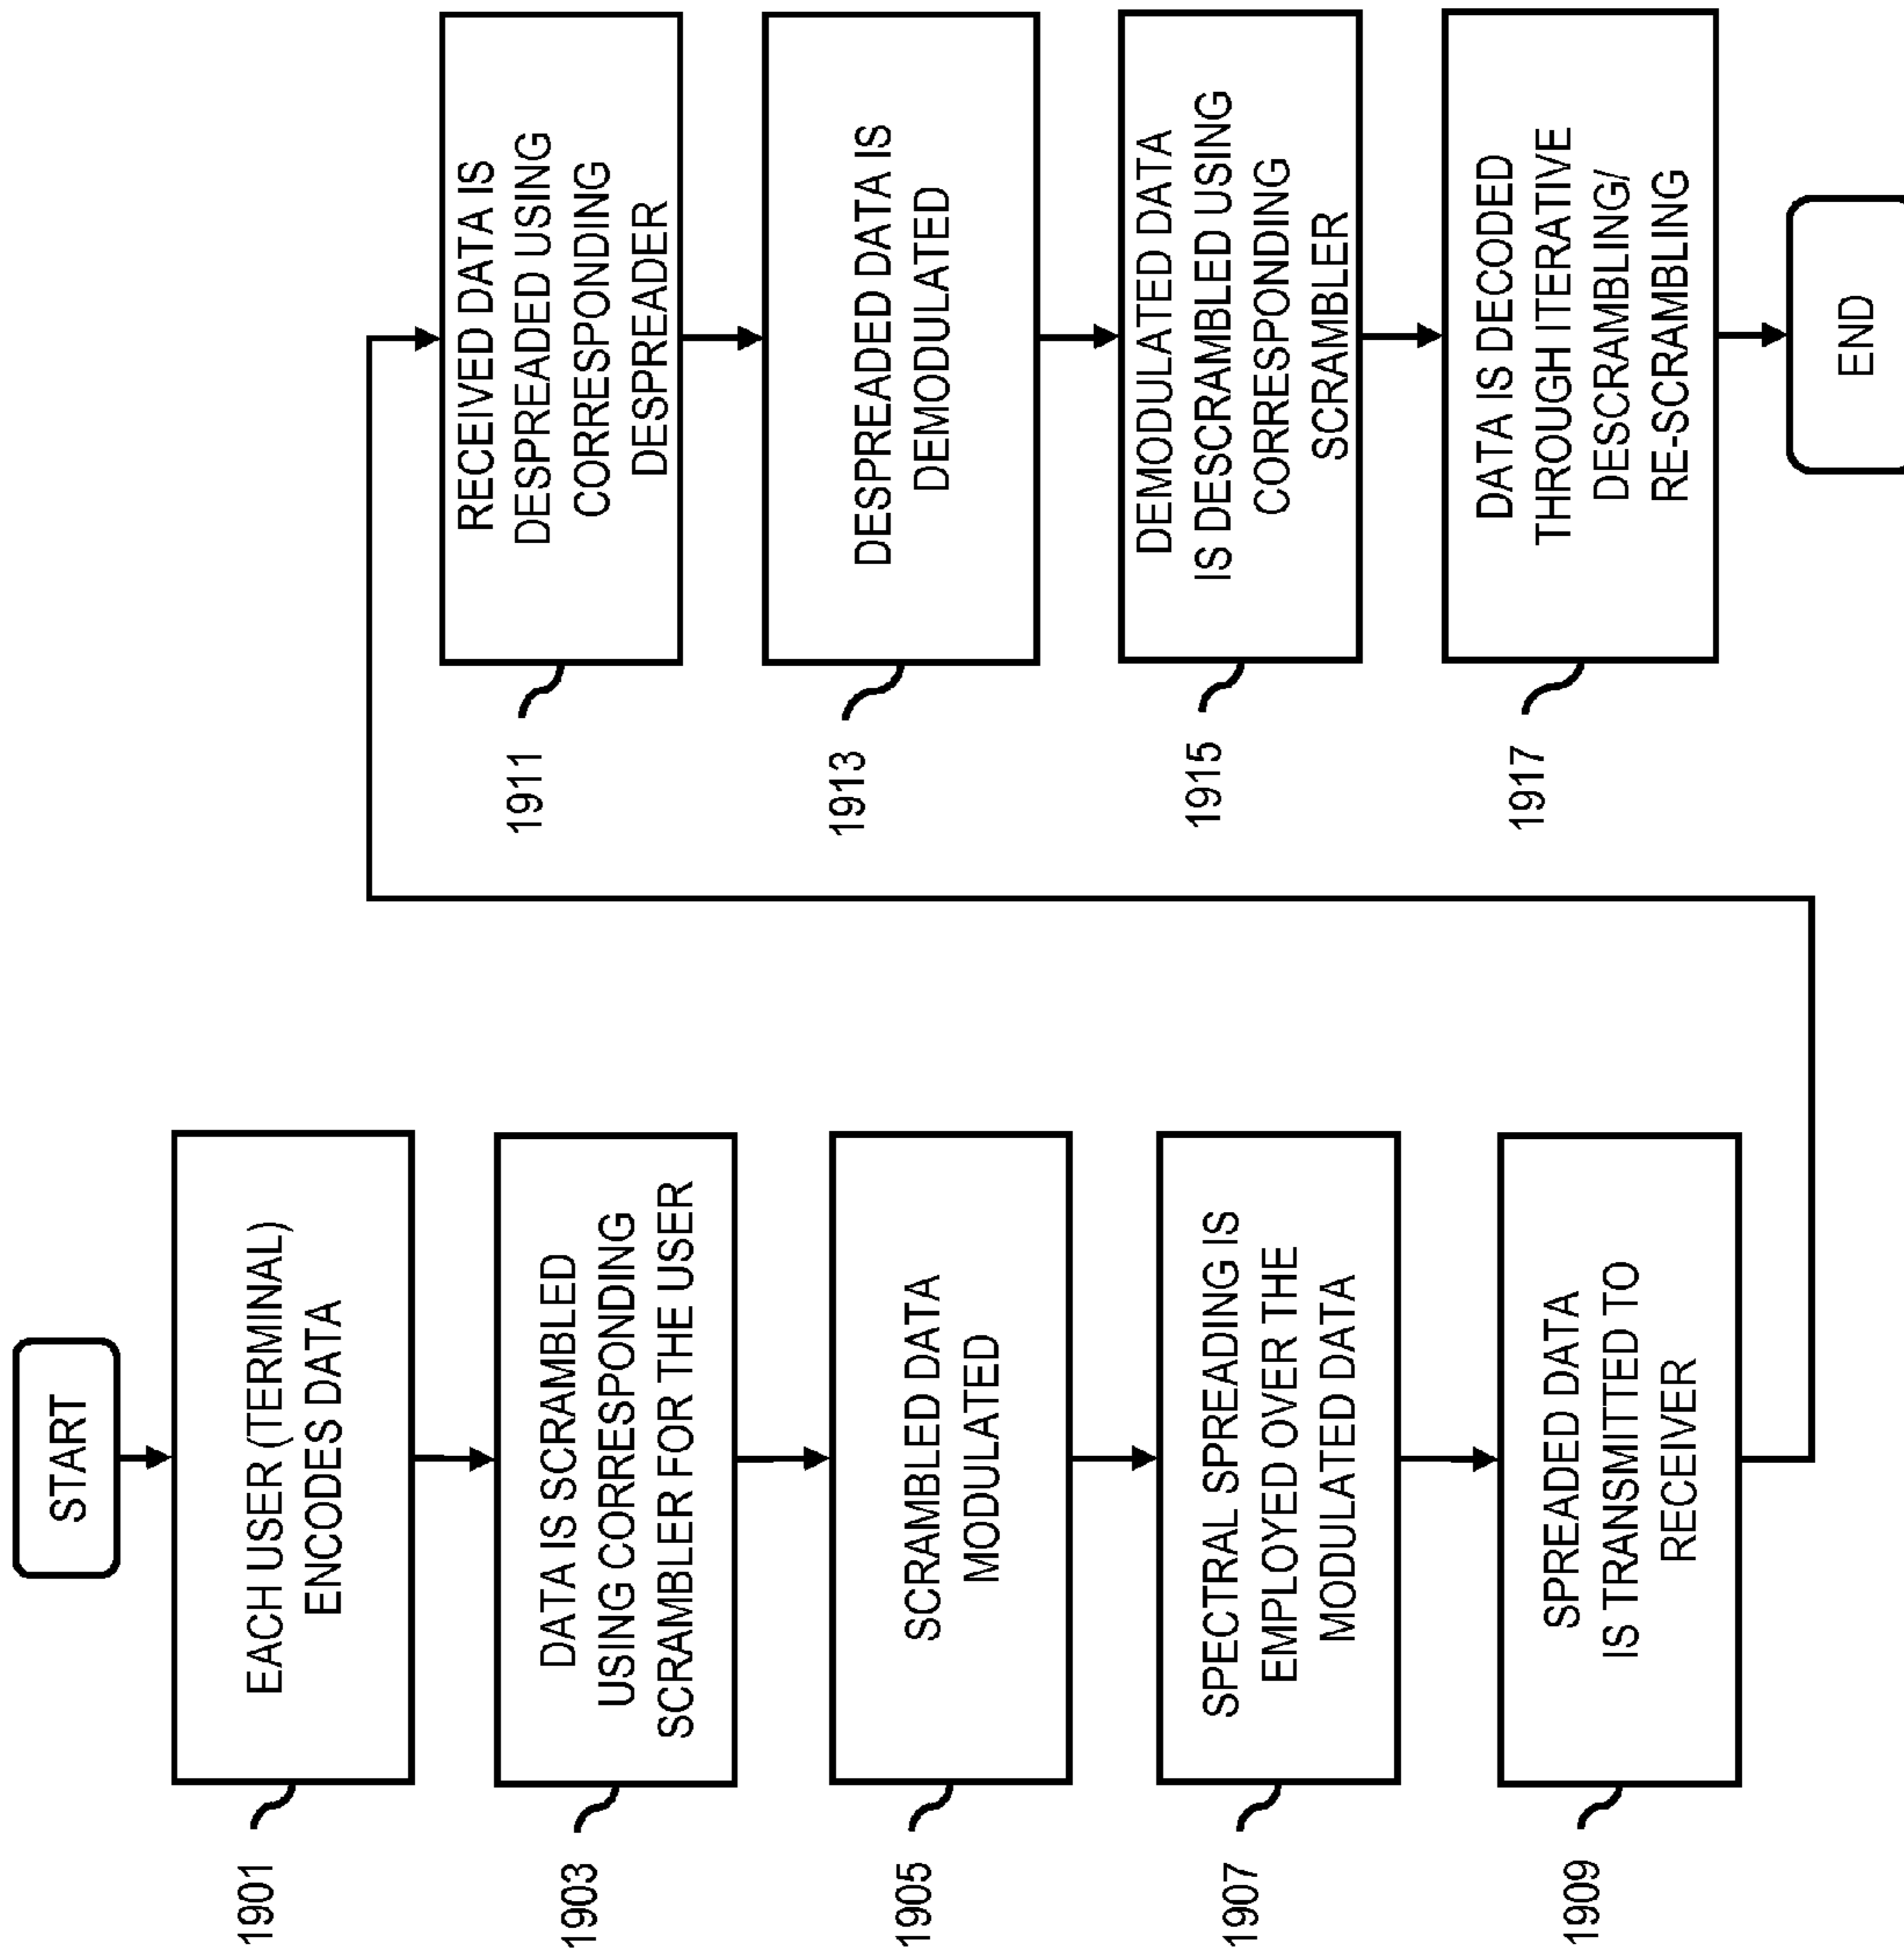 START
1901
EACH USER (TERMINAL)
ENCODES DATA
1903
DATA IS SCRAMBLED
USING CORRESPONDING
SCRAMBLER FOR THE USER
1905
SCRAMBLED DATA
MODULATED
1907
SPECTRAL SPREADING IS
EMPLOYED OVER THE
MODULATED DATA
1909
SPREADED DATA
IS TRANSMITTED TO
RECEIVER
1911
RECEIVED DATA IS
DESPREADED USING
CORRESPONDING
DESPREADER
1913
DESPREADED DATA IS
DEMODULATED
1915
DEMODULATED DATA
IS DESCRAMBLED USING
CORRESPONDING
SCRAMBLER
1917
DATA IS DECODED
THROUGH ITERATIVE
DESCRAMBLING/
RE-SCRAMBLING
END